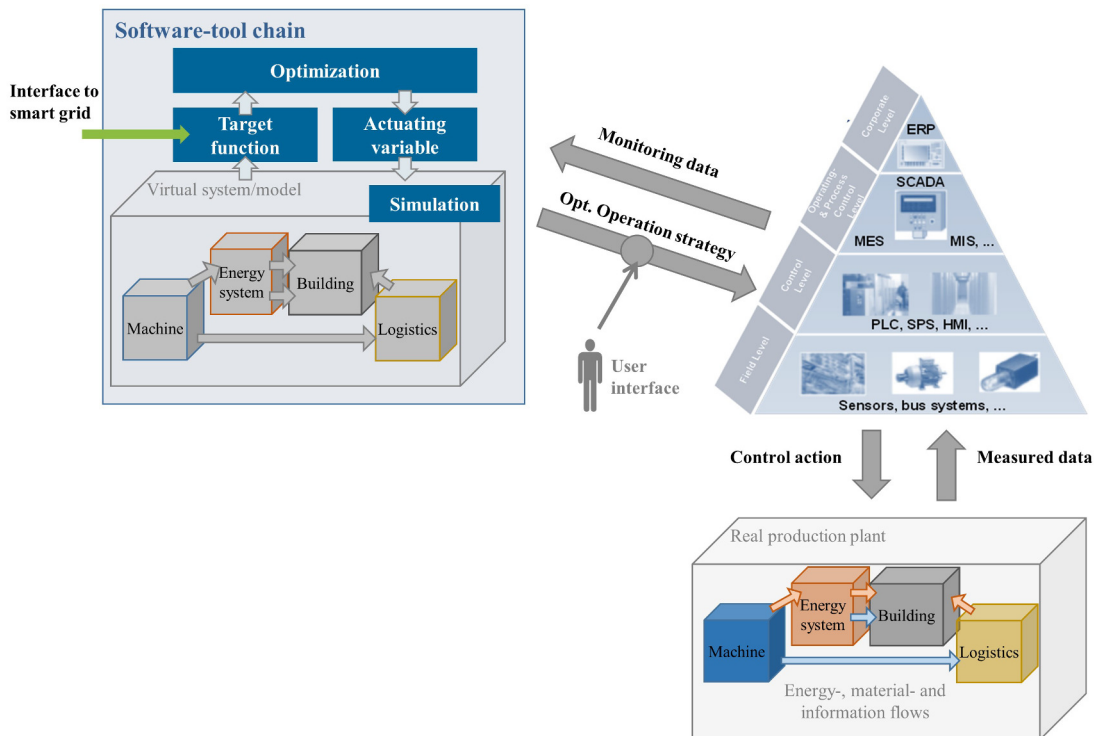 Software-tool chain
Optimization
Interface to
smart grid
Target
function
Actuating
variable
Virtual system/model
Simulation
Energy
system
Building
Machine
Logistics
Monitoring data
Opt. Operation strategy
User
interface
Corporate
Level
Operating-
& Process
Control
Level
Control
Level
Field Level
ERP
SCADA
MES
MIS, ...
PLC, SPS, HMI, ...
Sensors, bus systems, ...
Control action
Measured data
Real production plant
Energy
system
Building
Machine
Logistics
Energy-, material- and
information flows